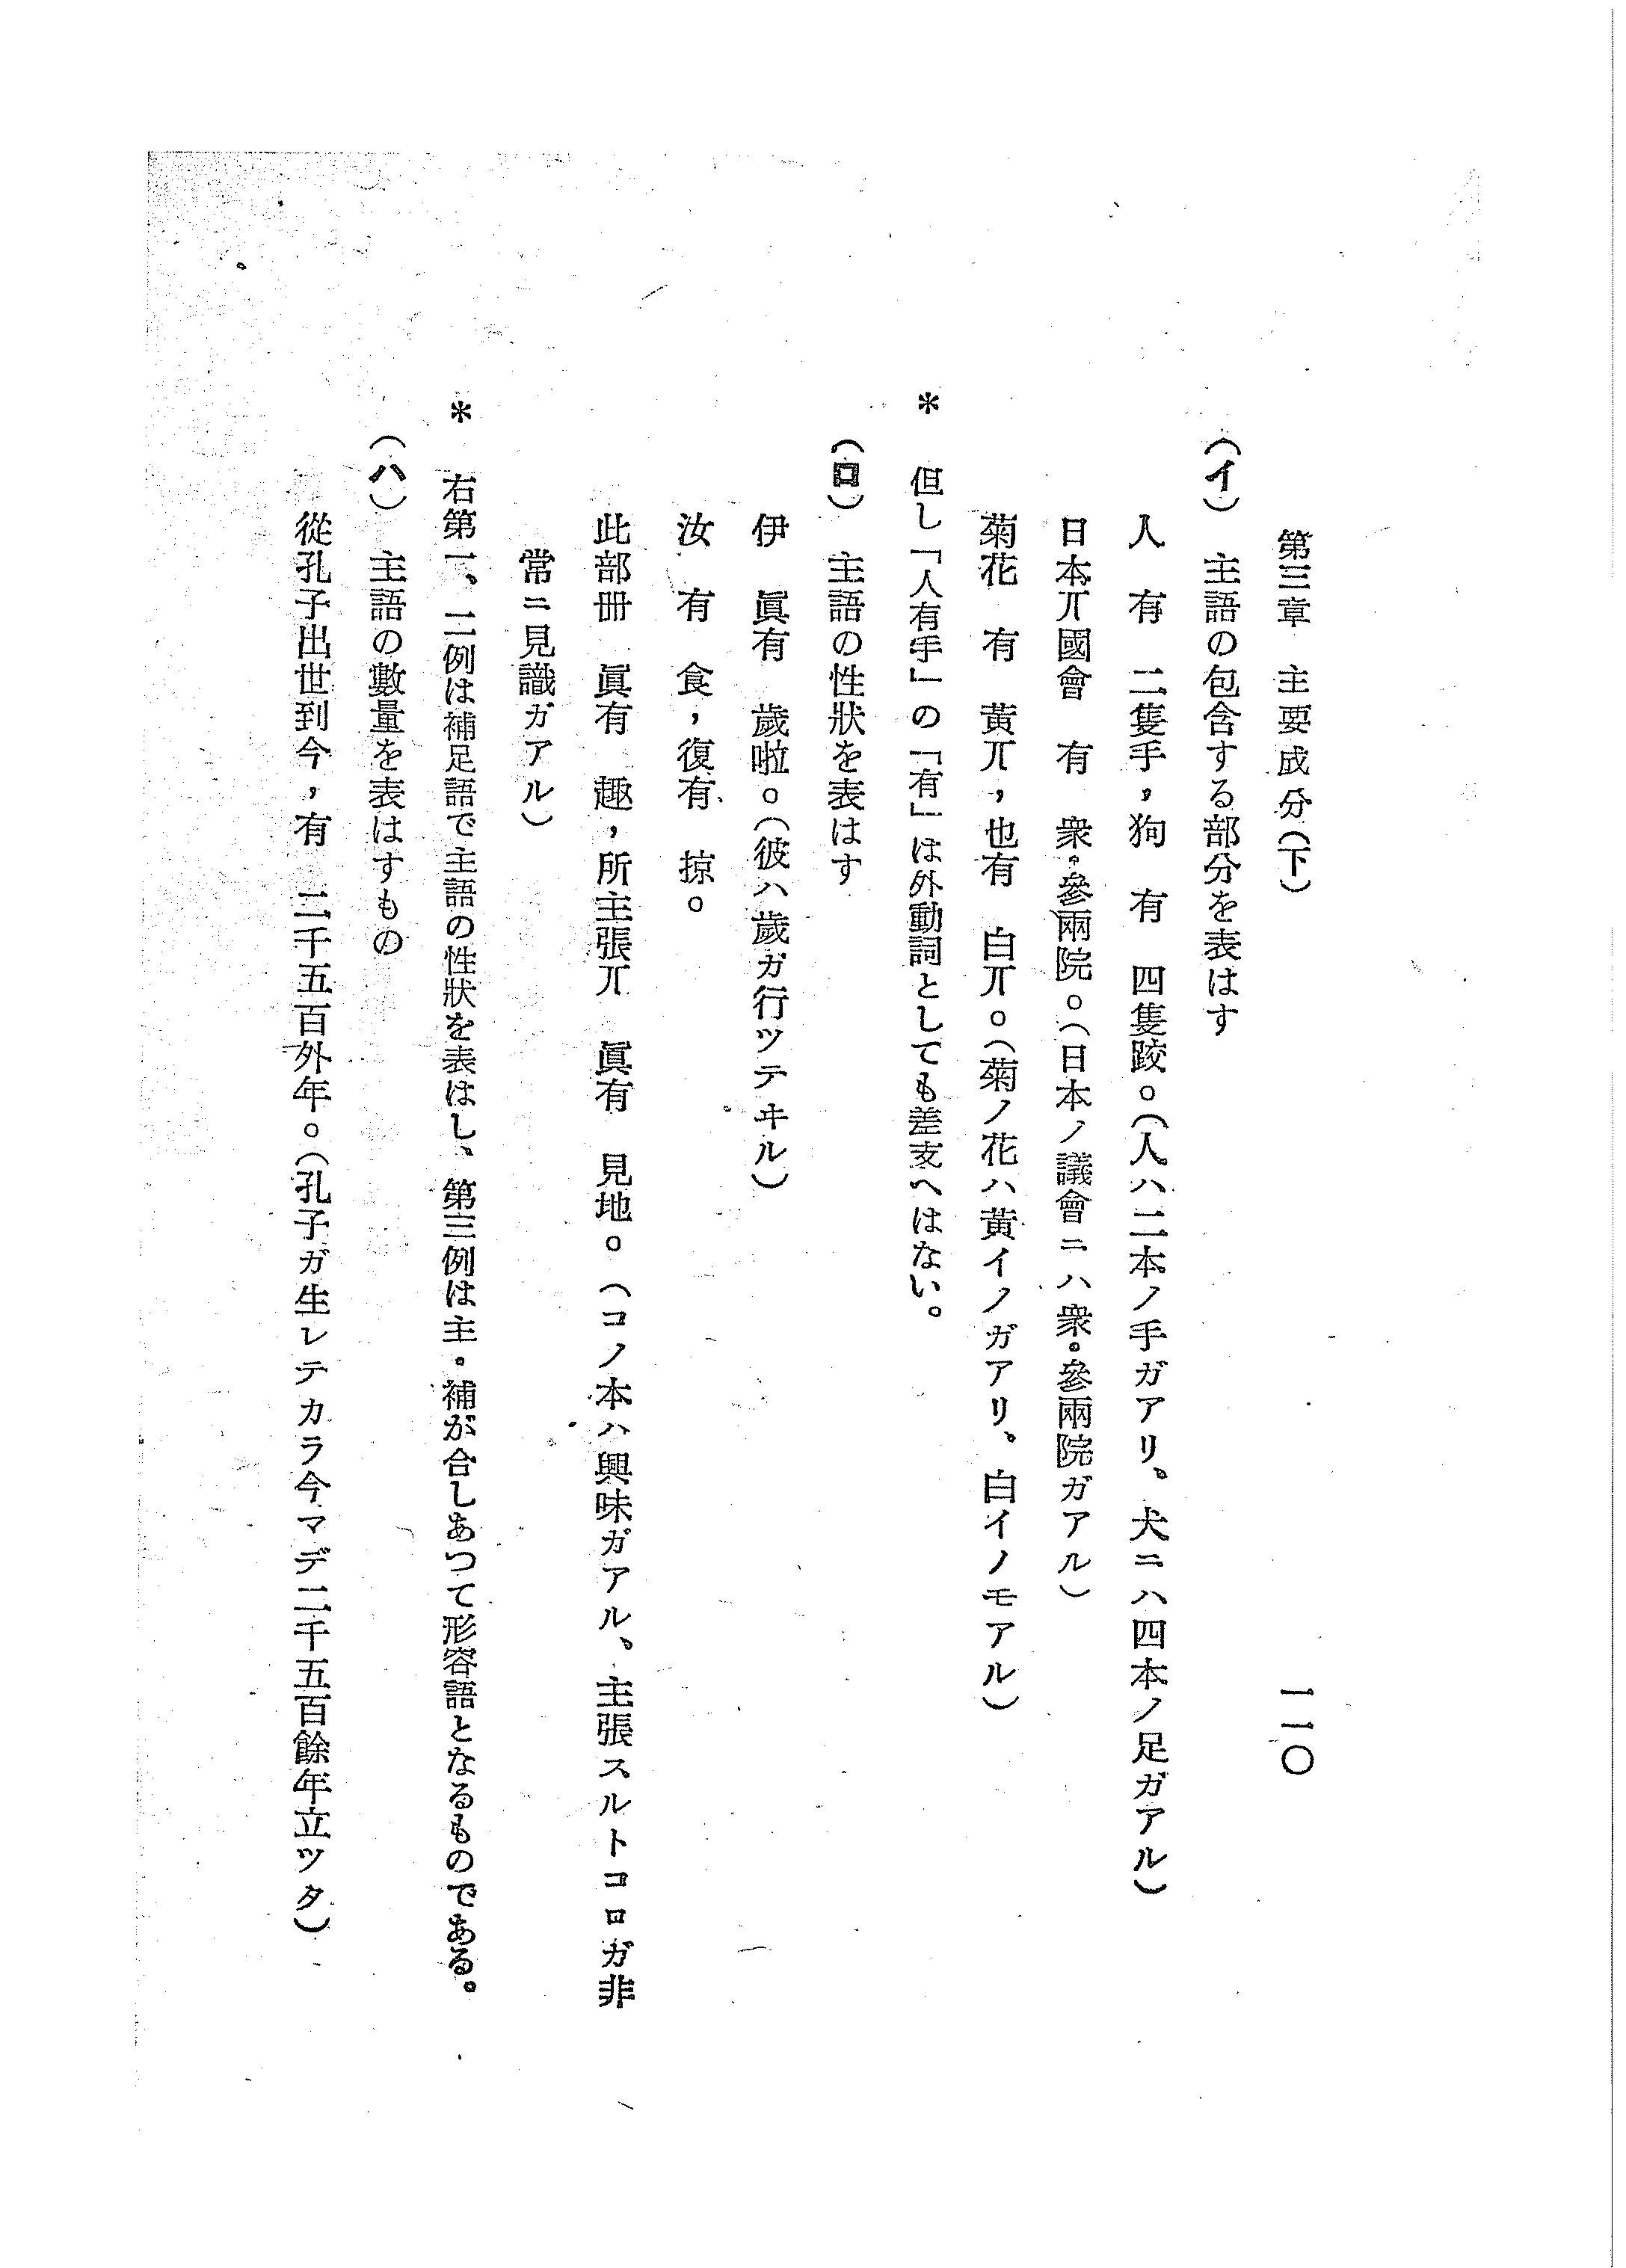 第三章　主要成分(下)　一一〇
(イ)　主語の包含する部分を表はす
人　有　二隻手，狗　有　四隻跤。(人ハ二本ノ手ガアリ、犬ニハ四本ノ足ガアル)
日本丌國會　有　衆・參兩院。(日本ノ議會ニハ衆・參兩院ガアル)
菊花　有　黃丌，也有　白丌。(菊ノ花ハ黃イノガアリ、白イノモアル)
＊　但し「人有手」の「有」は外動詞としても差支へはない。
(ロ)　主語の性狀を表はす
伊　眞有　歲啦。(彼ハ歲ガ行ツテヰル)
汝　有　食，復有　掠。
此部册　眞有　趣，所主張丌　眞有　見地。(コノ本ハ興味ガアル、主張スルトコロガ非
常ニ見識ガアル)
＊　右第一、二例は補足語で主語の性狀を表はし、第三例は主・補が合しあつて形容語となるものである。
(ハ)　主語の數量を表はすもの
從孔子出世到今，有　二千五百外年。(孔子ガ生レテカラ今マデ二千五百餘年立ツタ)